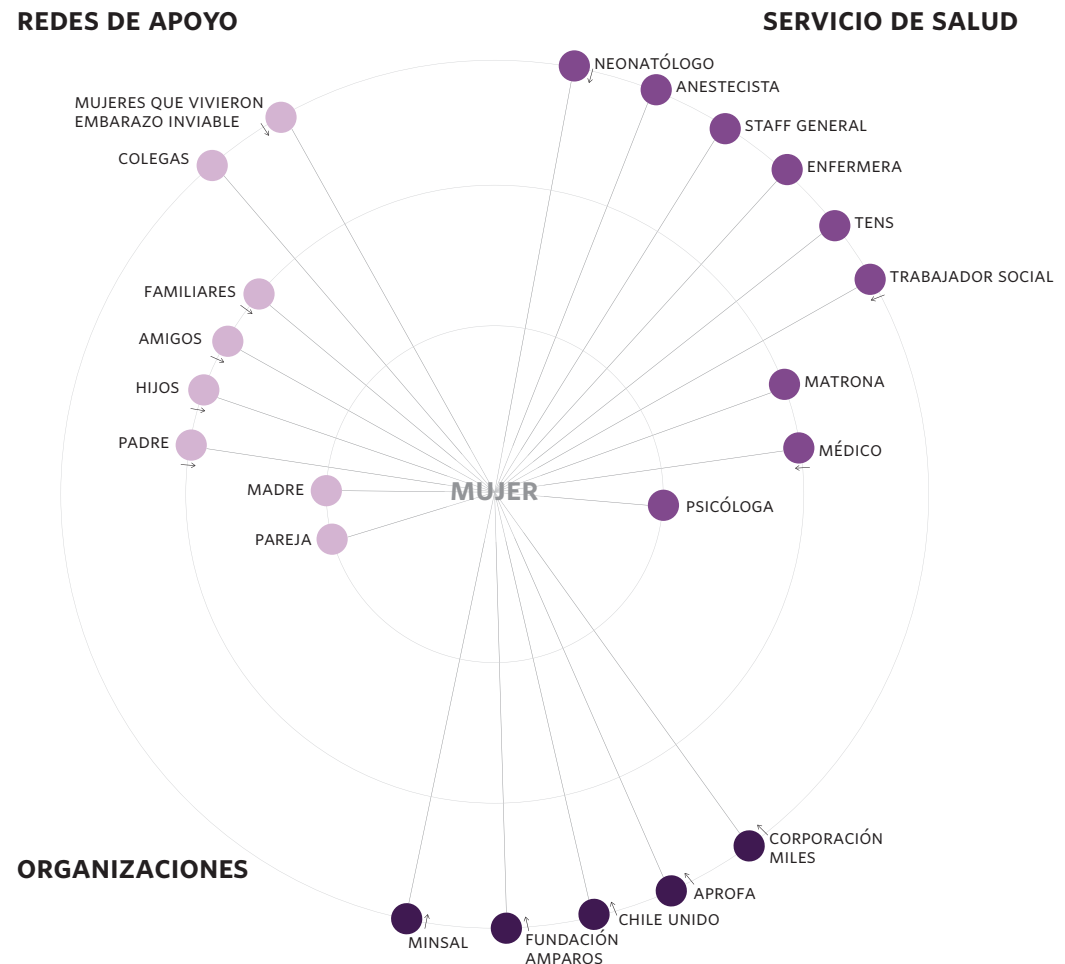 REDES DE APOYO
SERVICIO DE SALUD
NEONATÓLOGO
ANESTECISTA
MUJERES QUE VIVIERON
EMBARAZO INVIABLE
STAFF GENERAL
COLEGAS
ENFERMERA
TENS
TRABAJADOR SOCIAL
FAMILIARES
AMIGOS
HIJOS
MATRONA
PADRE
MÉDICO
MADRE
MUJER
PSICÓLOGA
PAREJA
CORPORACIÓN
MILES
ORGANIZACIONES
APROFA
CHILE UNIDO
MINSAL
FUNDACIÓN
AMPAROS